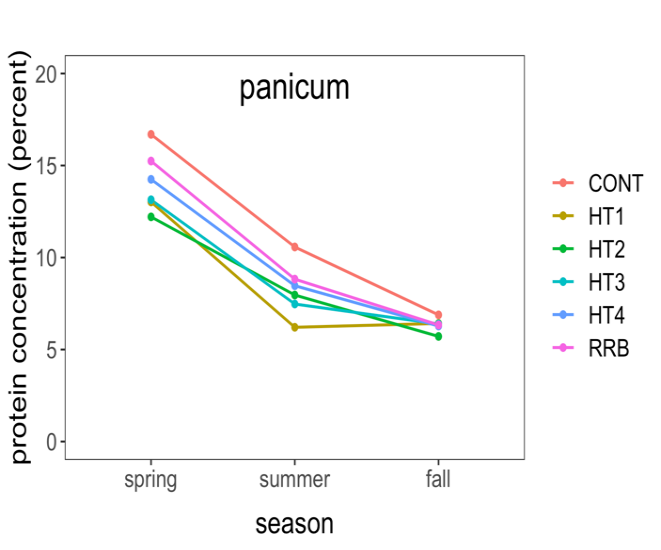 panicum
protein concentration (percent)
20
15
10
5
0
spring summer fall
season
CONT
HT1
HT2
HT3
HT4
RRB